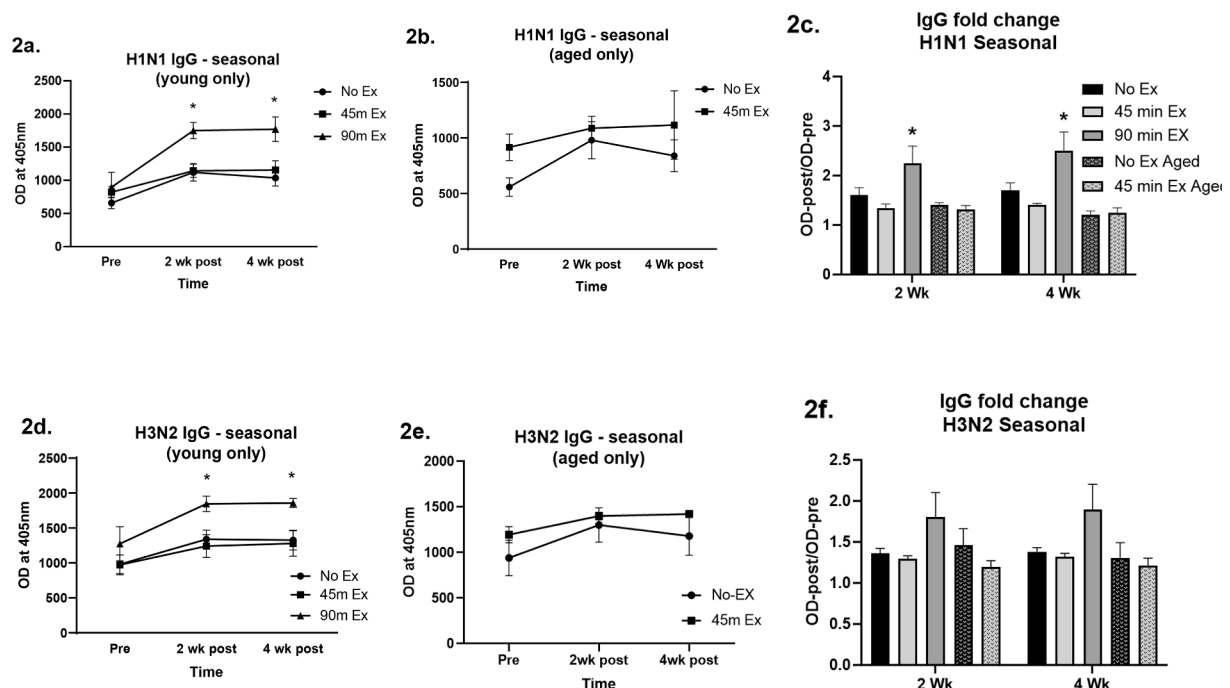 2a.
H1N1 IgG - seasonal
(young only)
2500
2000
1500
1000
500
0
OD at 405nm
*
*
Pre
2 wk post
4 wk post
Time
No Ex
45m Ex
90m Ex
2b.
H1N1 IgG - seasonal
(aged only)
1500
1000
500
0
OD at 405nm
Pre
2 Wk post
4 Wk post
Time
No Ex
45m Ex
2c.
IgG fold change
H1N1 Seasonal
4
3
2
1
0
OD-post/OD-pre
*
*
2 Wk
4 Wk
No Ex
45 min Ex
90 min EX
No Ex Aged
45 min Ex Aged
2d.
H3N2 IgG - seasonal
(young only)
2500
2000
1500
1000
500
0
OD at 405nm
*
*
Pre
2 wk post
4 wk post
Time
No Ex
45m Ex
90m Ex
2e.
H3N2 IgG - seasonal
(aged only)
2000
1500
1000
500
0
OD at 405nm
Pre
2wk post
4wk post
Time
No-EX
45m Ex
2f.
IgG fold change
H3N2 Seasonal
2.5
2.0
1.5
1.0
0.5
0.0
OD-post/OD-pre
2 Wk
4 Wk